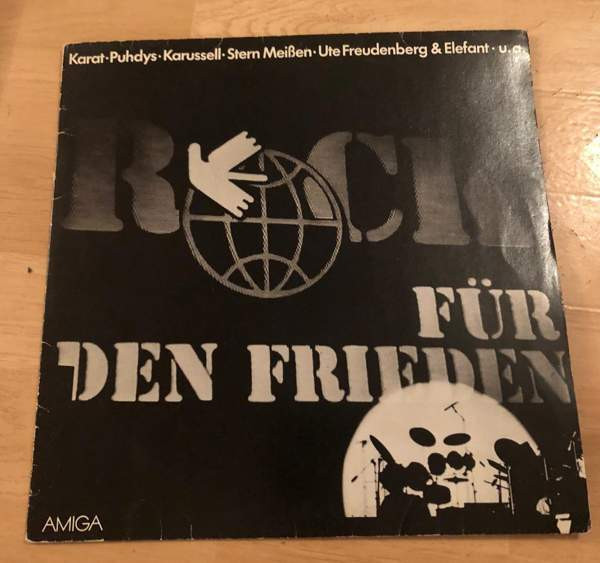 Karat · Puhdys · Karussell · Stern Meißen · Ute Freudenberg & Elefant · u.a.
ROCK
FÜR
DEN FRIEDEN
AMIGA